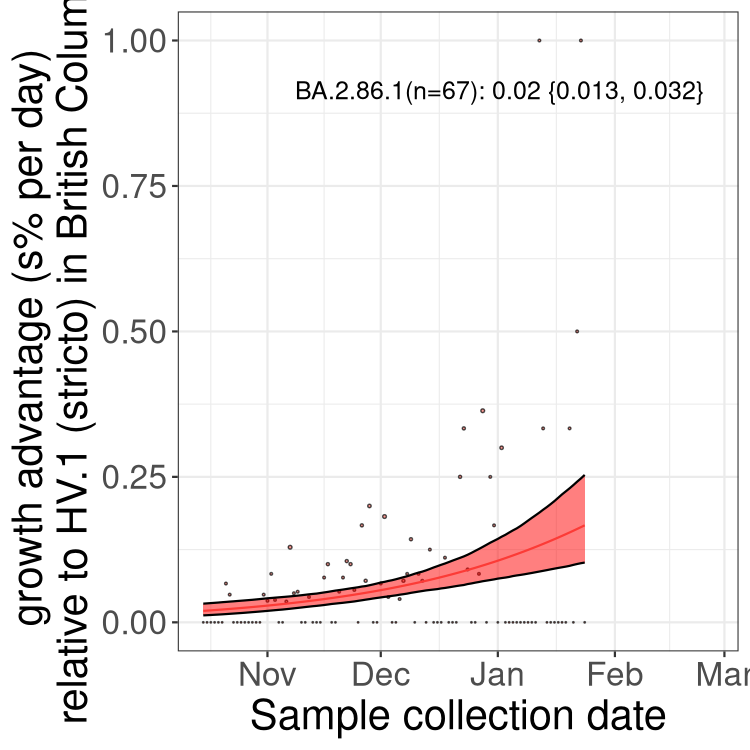 growth advantage (s% per day)
relative to HV.1 (stricto) in British Colum
1.00
0.75
0.50
0.25
0.00
BA.2.86.1(n=67): 0.02 {0.013, 0.032}
Nov Dec Jan Feb Mar
Sample collection date